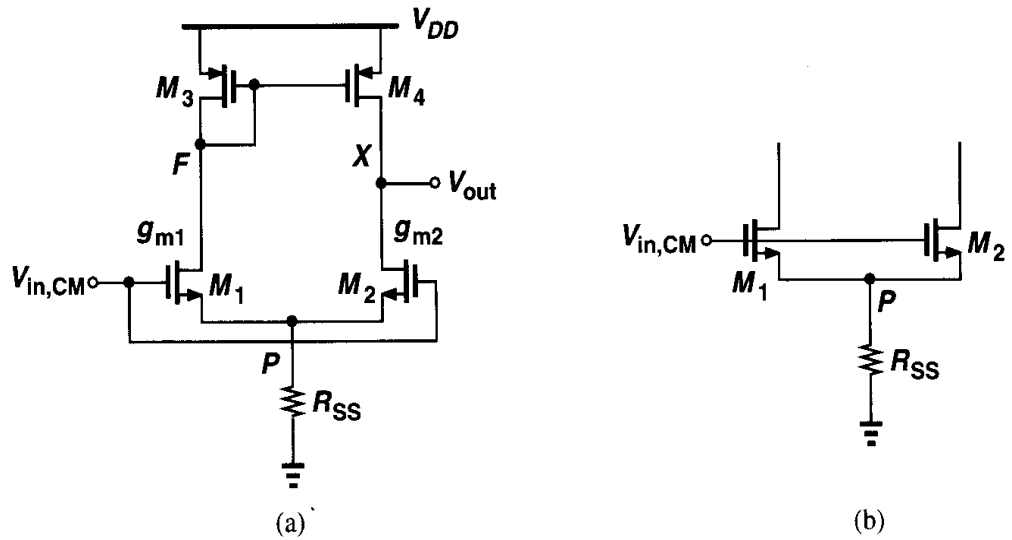 V_DD
M_3
M_4
F
X
V_out
g_m1
g_m2
V_in,CM
M_1
M_2
P
R_SS
(a)
V_in,CM
M_1
M_2
P
R_SS
(b)